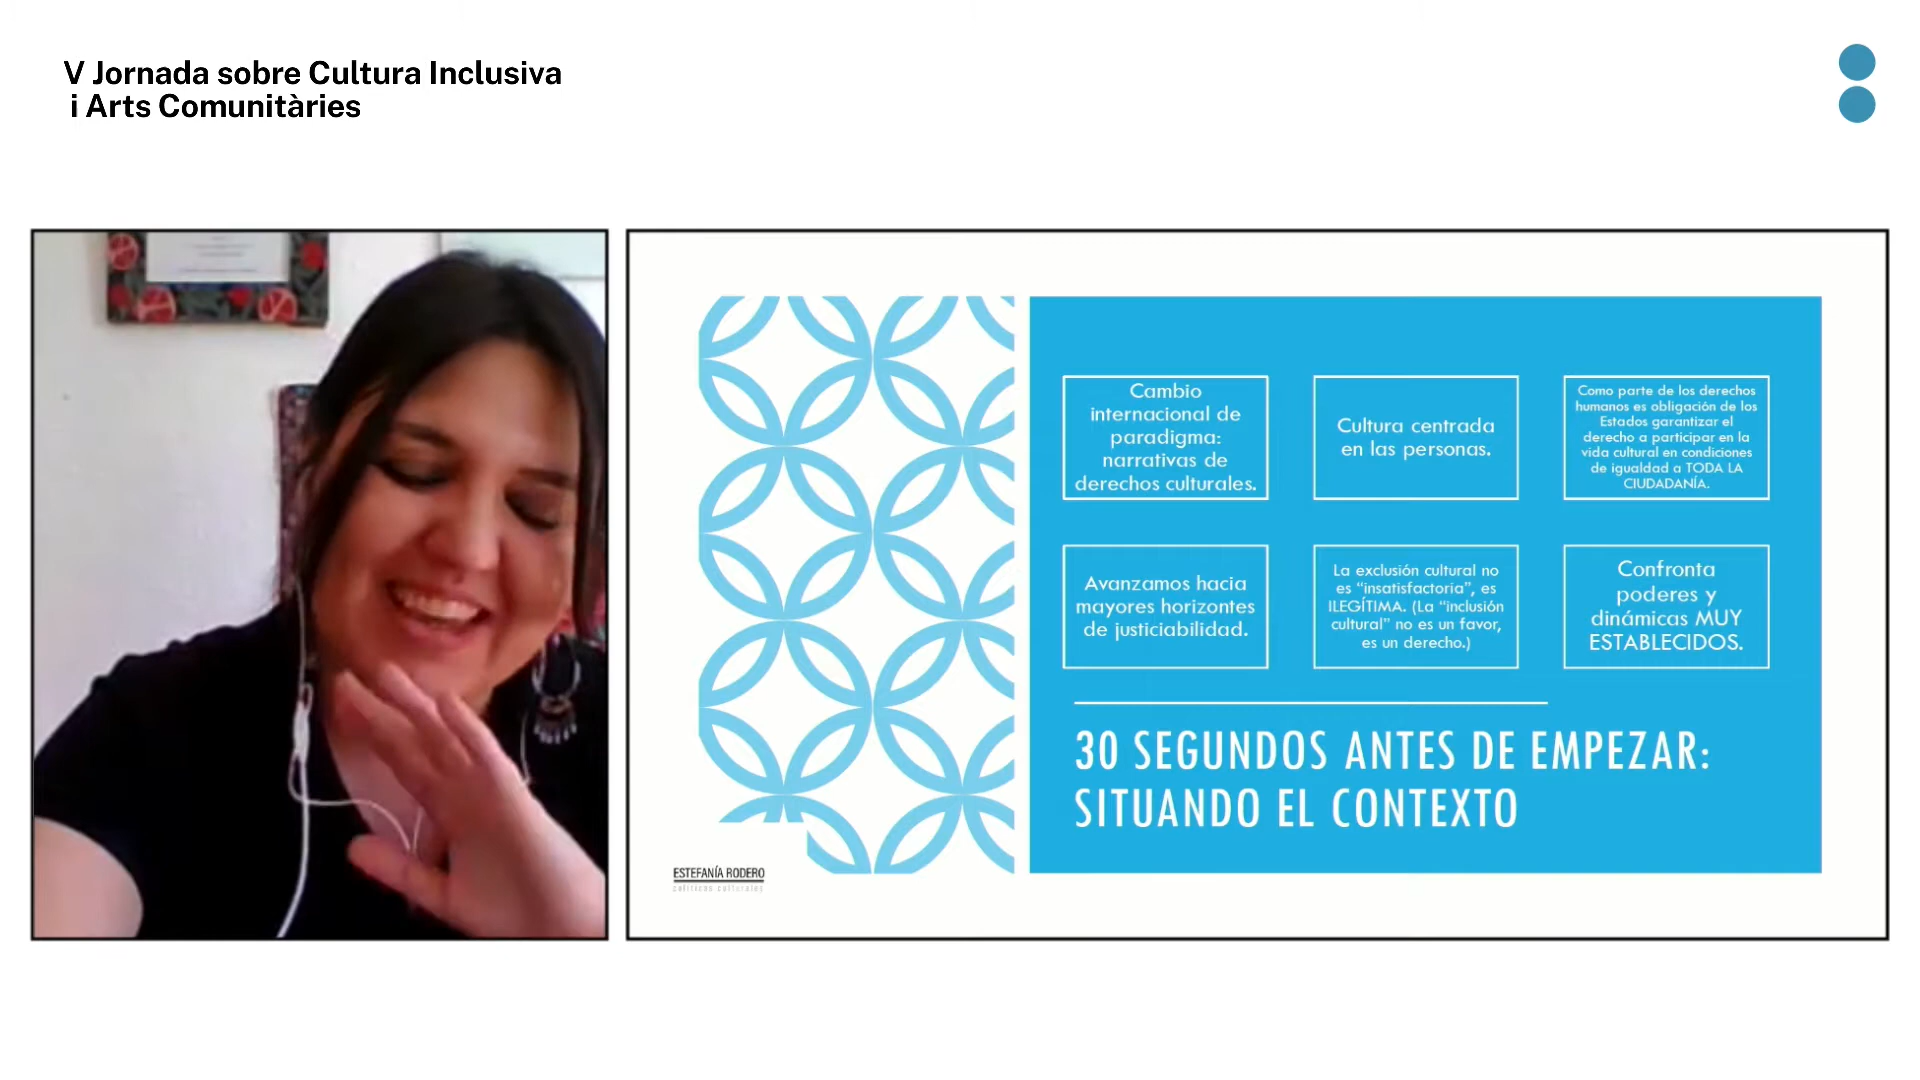 V Jornada sobre Cultura Inclusiva
i Arts Comunitàries
Cambio
internacional de
paradigma:
narrativas de
derechos culturales.
Cultura centrada
en las personas.
Como parte de los derechos
humanos es obligación de los
Estados garantizar el
derecho a participar en la
vida cultural en condiciones
de igualdad a TODA LA
CIUDADANÍA.
Avanzamos hacia
mayores horizontes
de justiciabilidad.
La exclusión cultural no
es "insatisfactoria", es
ILEGÍTIMA. (La "inclusión
cultural" no es un favor,
es un derecho.)
Confronta
poderes y
dinámicas MUY
ESTABLECIDOS.
30 SEGUNDOS ANTES DE EMPEZAR:
SITUANDO EL CONTEXTO
ESTEFANÍA RODERO
políticas culturales